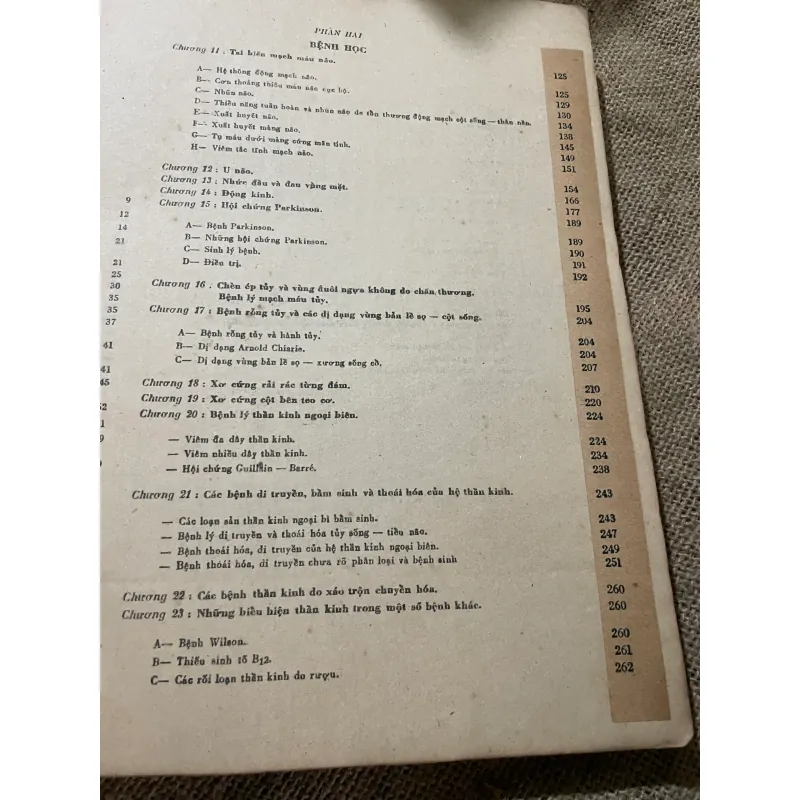 PHẦN HAI
BỆNH HỌC
Chương 11 : Tai biến mạch máu não. 125
A— Hệ thống động mạch não. 125
B— Cơn thoáng thiếu máu não cục bộ. 129
C— Nhũn não. 130
D— Thiểu năng tuần hoàn và nhũn não do tổn thương động mạch cột sống — thân nền. 134
E— Xuất huyết não. 138
F— Xuất huyết màng não. 145
G— Tụ máu dưới màng cứng mãn tính. 149
H— Viêm tắc tĩnh mạch não. 151
Chương 12 : U não. 154
Chương 13 : Nhức đầu và đau vùng mặt. 166
Chương 14 : Động kinh. 177
Chương 15 : Hội chứng Parkinson. 189
A— Bệnh Parkinson. 189
B— Những hội chứng Parkinson. 190
C— Sinh lý bệnh. 191
D— Điều trị. 192
Chương 16 . Chèn ép tủy và vùng đuôi ngựa không do chấn thương.
Bệnh lý mạch máu tủy. 195
Chương 17 : Bệnh rỗng tủy và các dị dạng vùng bản lề sọ — cột sống. 204
A— Bệnh rỗng tủy và hành tủy. 204
B— Dị dạng Arnold Chiarie. 204
C— Dị dạng vùng bản lề sọ — xương sống cổ. 207
Chương 18 : Xơ cứng rải rác từng đám. 210
Chương 19 : Xơ cứng cột bên teo cơ. 220
Chương 20 : Bệnh lý thần kinh ngoại biên. 224
— Viêm đa dây thần kinh. 224
— Viêm nhiều dây thần kinh. 234
— Hội chứng Guillain — Barré. 238
Chương 21 : Các bệnh di truyền, bẩm sinh và thoái hóa của hệ thần kinh. 243
— Các loạn sản thần kinh ngoại bì bẩm sinh. 243
— Bệnh lý di truyền và thoái hóa tủy sống — tiểu não. 247
— Bệnh thoái hóa, di truyền của hệ thần kinh ngoại biên. 249
— Bệnh thoái hóa, di truyền chưa rõ phân loại và bệnh sinh 251
Chương 22 : Các bệnh thần kinh do xáo trộn chuyển hóa. 260
Chương 23 : Những biểu hiện thần kinh trong một số bệnh khác. 260
A— Bệnh Wilson. 260
B— Thiếu sinh tố B12. 261
C— Các rối loạn thần kinh do rượu. 262
9
12
14
21
21
25
30
35
35
37
41
41
45